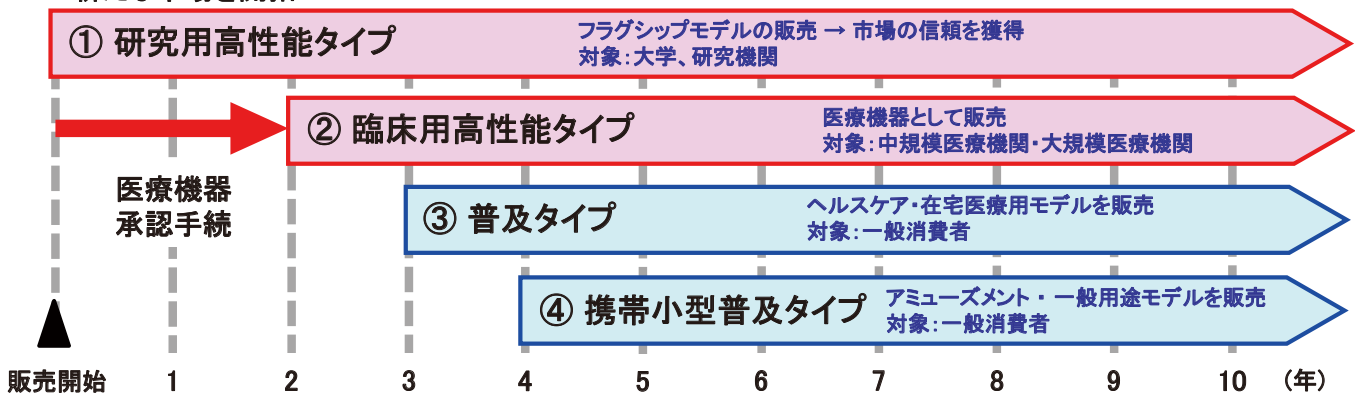 ① 研究用高性能タイプ
フラグシップモデルの販売 → 市場の信頼を獲得
対象：大学、研究機関
② 臨床用高性能タイプ
医療機器として販売
対象：中規模医療機関・大規模医療機関
医療機器
承認手続
③ 普及タイプ
ヘルスケア・在宅医療用モデルを販売
対象：一般消費者
④ 携帯小型普及タイプ
アミューズメント・一般用途モデルを販売
対象：一般消費者
販売開始 1 2 3 4 5 6 7 8 9 10 （年）